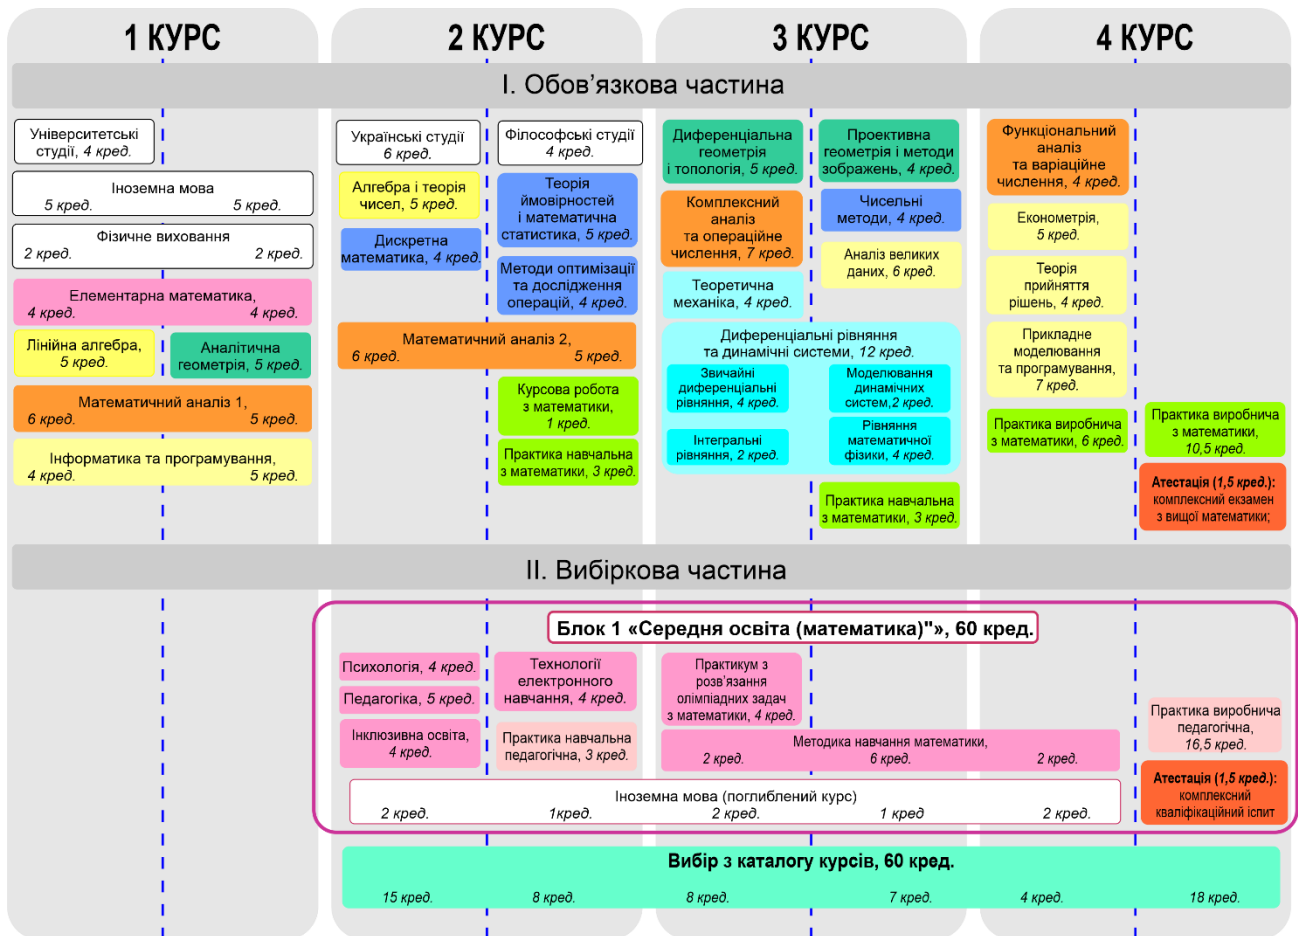 1 КУРС
2 КУРС
3 КУРС
4 КУРС
I. Обов’язкова частина
Університетські
студії, 4 кред.
Іноземна мова
5 кред. 5 кред.
Фізичне виховання
2 кред. 2 кред.
Елементарна математика,
4 кред. 4 кред.
Лінійна алгебра,
5 кред.
Аналітична
геометрія, 5 кред.
Математичний аналіз 1,
6 кред. 5 кред.
Інформатика та програмування,
4 кред. 5 кред.
Українські студії
6 кред.
Філософські студії
4 кред.
Алгебра і теорія
чисел, 5 кред.
Теорія
ймовірностей
і математична
статистика, 5 кред.
Дискретна
математика, 4 кред.
Методи оптимізації
та дослідження
операцій, 4 кред.
Математичний аналіз 2,
6 кред. 5 кред.
Курсова робота
з математики,
1 кред.
Практика навчальна
з математики, 3 кред.
Диференціальна
геометрія
і топологія, 5 кред.
Проективна
геометрія і методи
зображень, 4 кред.
Комплексний
аналіз
та операційне
числення, 7 кред.
Чисельні
методи, 4 кред.
Аналіз великих
даних, 6 кред.
Теоретична
механіка, 4 кред.
Диференціальні рівняння
та динамічні системи, 12 кред.
Звичайні
диференціальні
рівняння, 4 кред.
Моделювання
динамічних
систем,2 кред.
Інтегральні
рівняння, 2 кред.
Рівняння
математичної
фізики, 4 кред.
Практика навчальна
з математики, 3 кред.
Функціональний
аналіз
та варіаційне
числення, 4 кред.
Економетрія,
5 кред.
Теорія
прийняття
рішень, 4 кред.
Прикладне
моделювання
та програмування,
7 кред.
Практика виробнича
з математики, 6 кред.
Практика виробнича
з математики,
10,5 кред.
Атестація (1,5 кред.):
комплексний екзамен
з вищої математики;
II. Вибіркова частина
Блок 1 «Середня освіта (математика)"», 60 кред.
Психологія, 4 кред.
Педагогіка, 5 кред.
Інклюзивна освіта,
4 кред.
Технології
електронного
навчання, 4 кред.
Практика навчальна
педагогічна, 3 кред.
Практикум з
розв’язання
олімпіадних задач
з математики, 4 кред.
Методика навчання математики,
2 кред. 6 кред. 2 кред.
Іноземна мова (поглиблений курс)
2 кред. 1кред. 2 кред. 1 кред 2 кред.
Практика виробнича
педагогічна,
16,5 кред.
Атестація (1,5 кред.):
комплексний
кваліфікаційний іспит
Вибір з каталогу курсів, 60 кред.
15 кред. 8 кред. 8 кред. 7 кред. 4 кред. 18 кред.